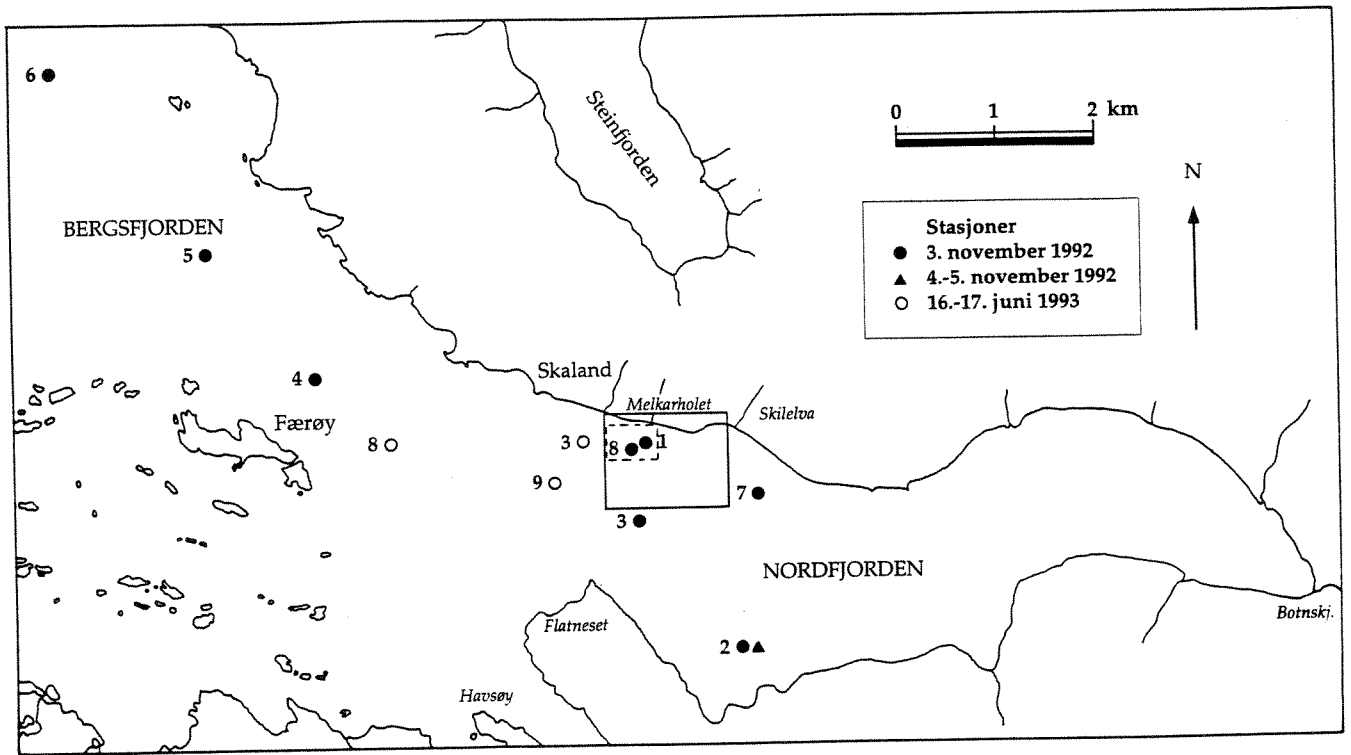 6
0 1 2 km
Steinfjorden
N
BERGSFJORDEN
5
Stasjoner
3. november 1992
4.-5. november 1992
16.-17. juni 1993
4
Skaland
Melkarholet
Skilelva
Færøy
8
3
8
1
9
7
3
NORDFJORDEN
Flatneset
Botnskj.
2
Havsøy